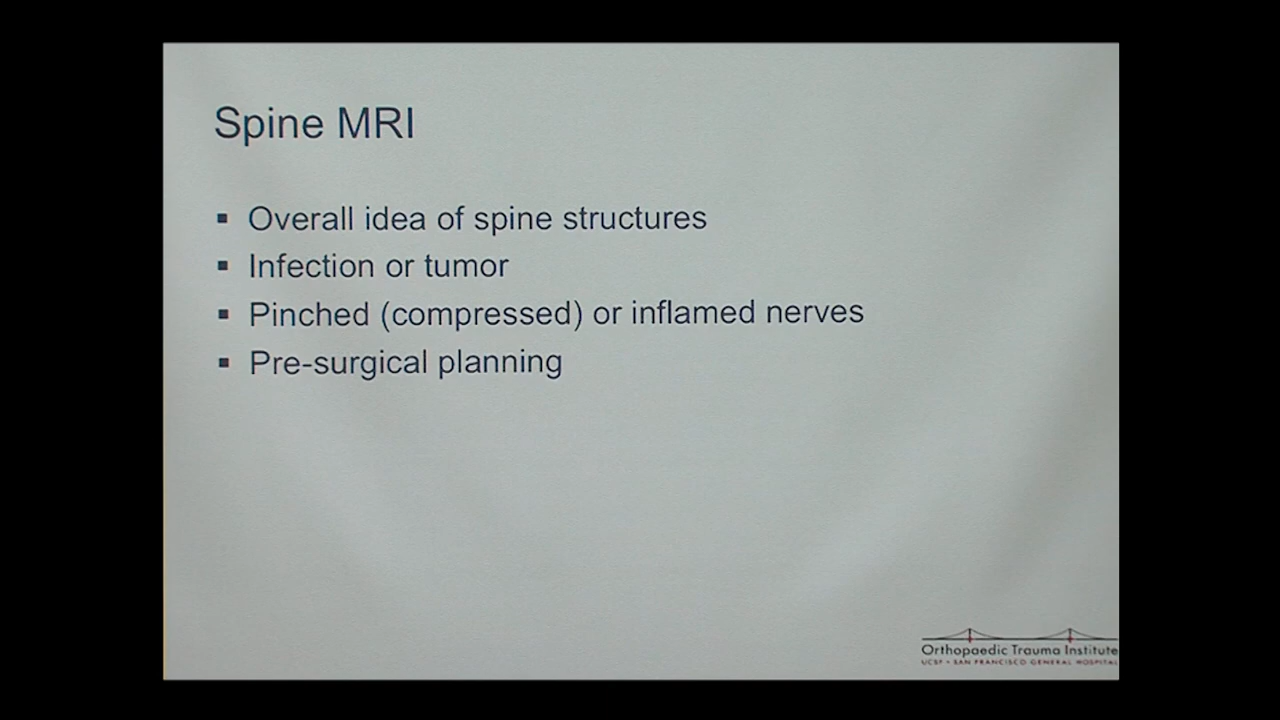 Spine MRI
▪ Overall idea of spine structures
▪ Infection or tumor
▪ Pinched (compressed) or inflamed nerves
▪ Pre-surgical planning
Orthopaedic Trauma Institute
UCSF • SAN FRANCISCO GENERAL HOSPITAL